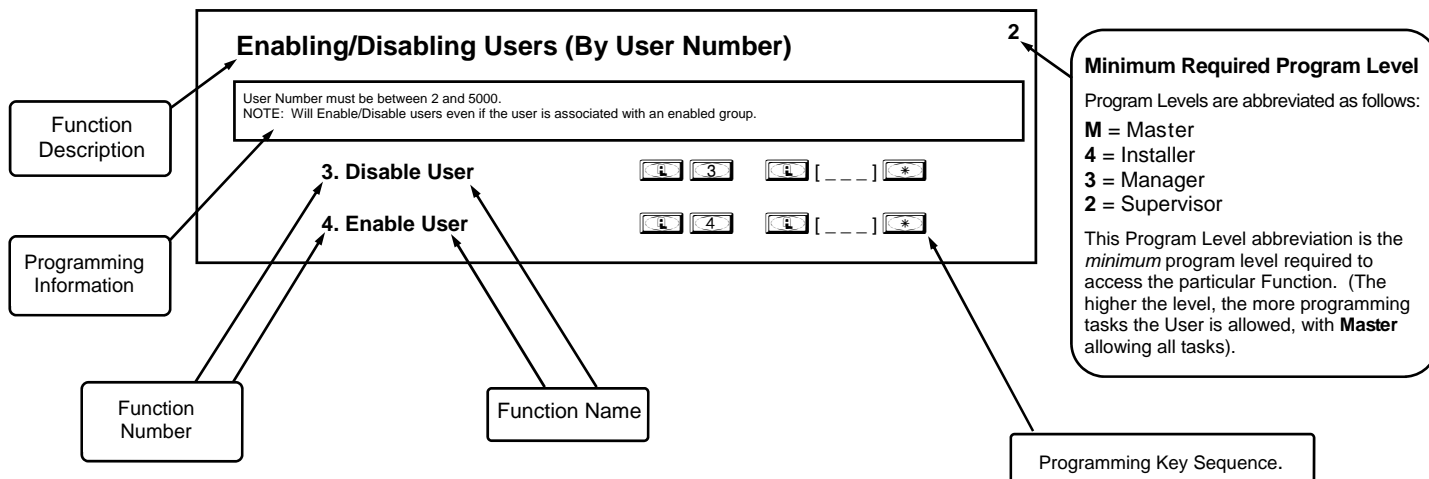 Enabling/Disabling Users (By User Number)
2
User Number must be between 2 and 5000.
NOTE: Will Enable/Disable users even if the user is associated with an enabled group.
3. Disable User
3 [ _ _ _ ] *
4. Enable User
4 [ _ _ _ ] *
Function
Description
Programming
Information
Function
Number
Function Name
Minimum Required Program Level
Program Levels are abbreviated as follows:
M = Master
4 = Installer
3 = Manager
2 = Supervisor
This Program Level abbreviation is the
minimum program level required to
access the particular Function. (The
higher the level, the more programming
tasks the User is allowed, with Master
allowing all tasks).
Programming Key Sequence.